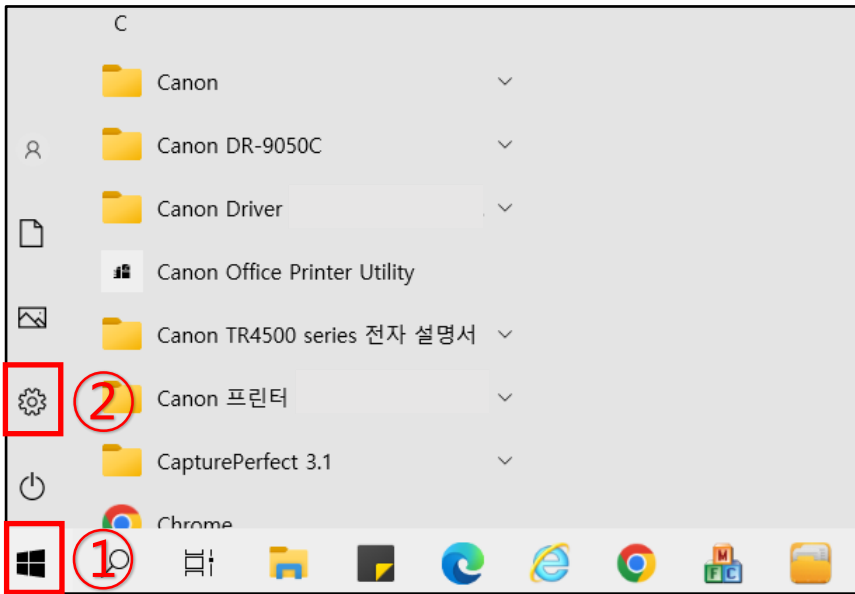 C
Canon
Canon DR-9050C
Canon Driver
Canon Office Printer Utility
Canon TR4500 series 전자 설명서
② Canon 프린터
CapturePerfect 3.1
Chrome
①
M
F C